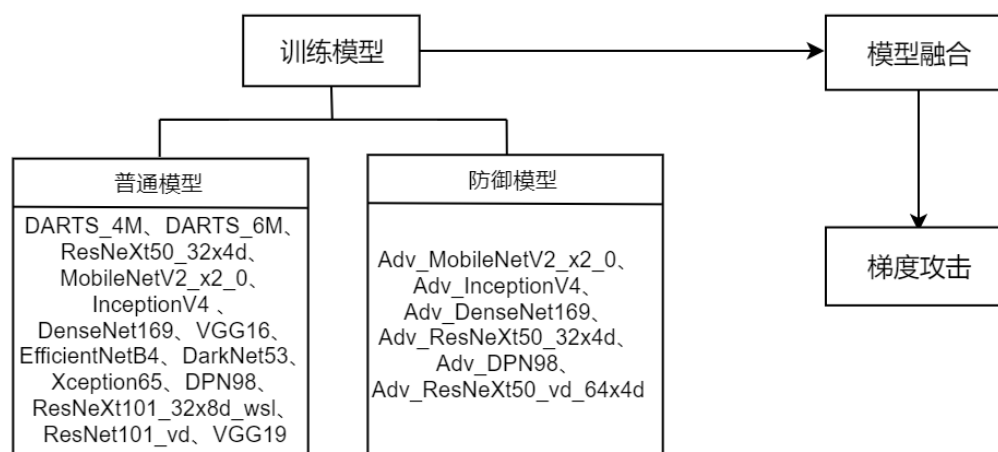 训练模型
模型融合
普通模型
DARTS_4M、DARTS_6M、
ResNeXt50_32x4d、
MobileNetV2_x2_0、
InceptionV4 、
DenseNet169、VGG16、
EfficientNetB4、DarkNet53、
Xception65、DPN98、
ResNeXt101_32x8d_wsl、
ResNet101_vd、VGG19
防御模型
Adv_MobileNetV2_x2_0、
Adv_InceptionV4、
Adv_DenseNet169、
Adv_ResNeXt50_32x4d、
Adv_DPN98、
Adv_ResNeXt50_vd_64x4d
梯度攻击